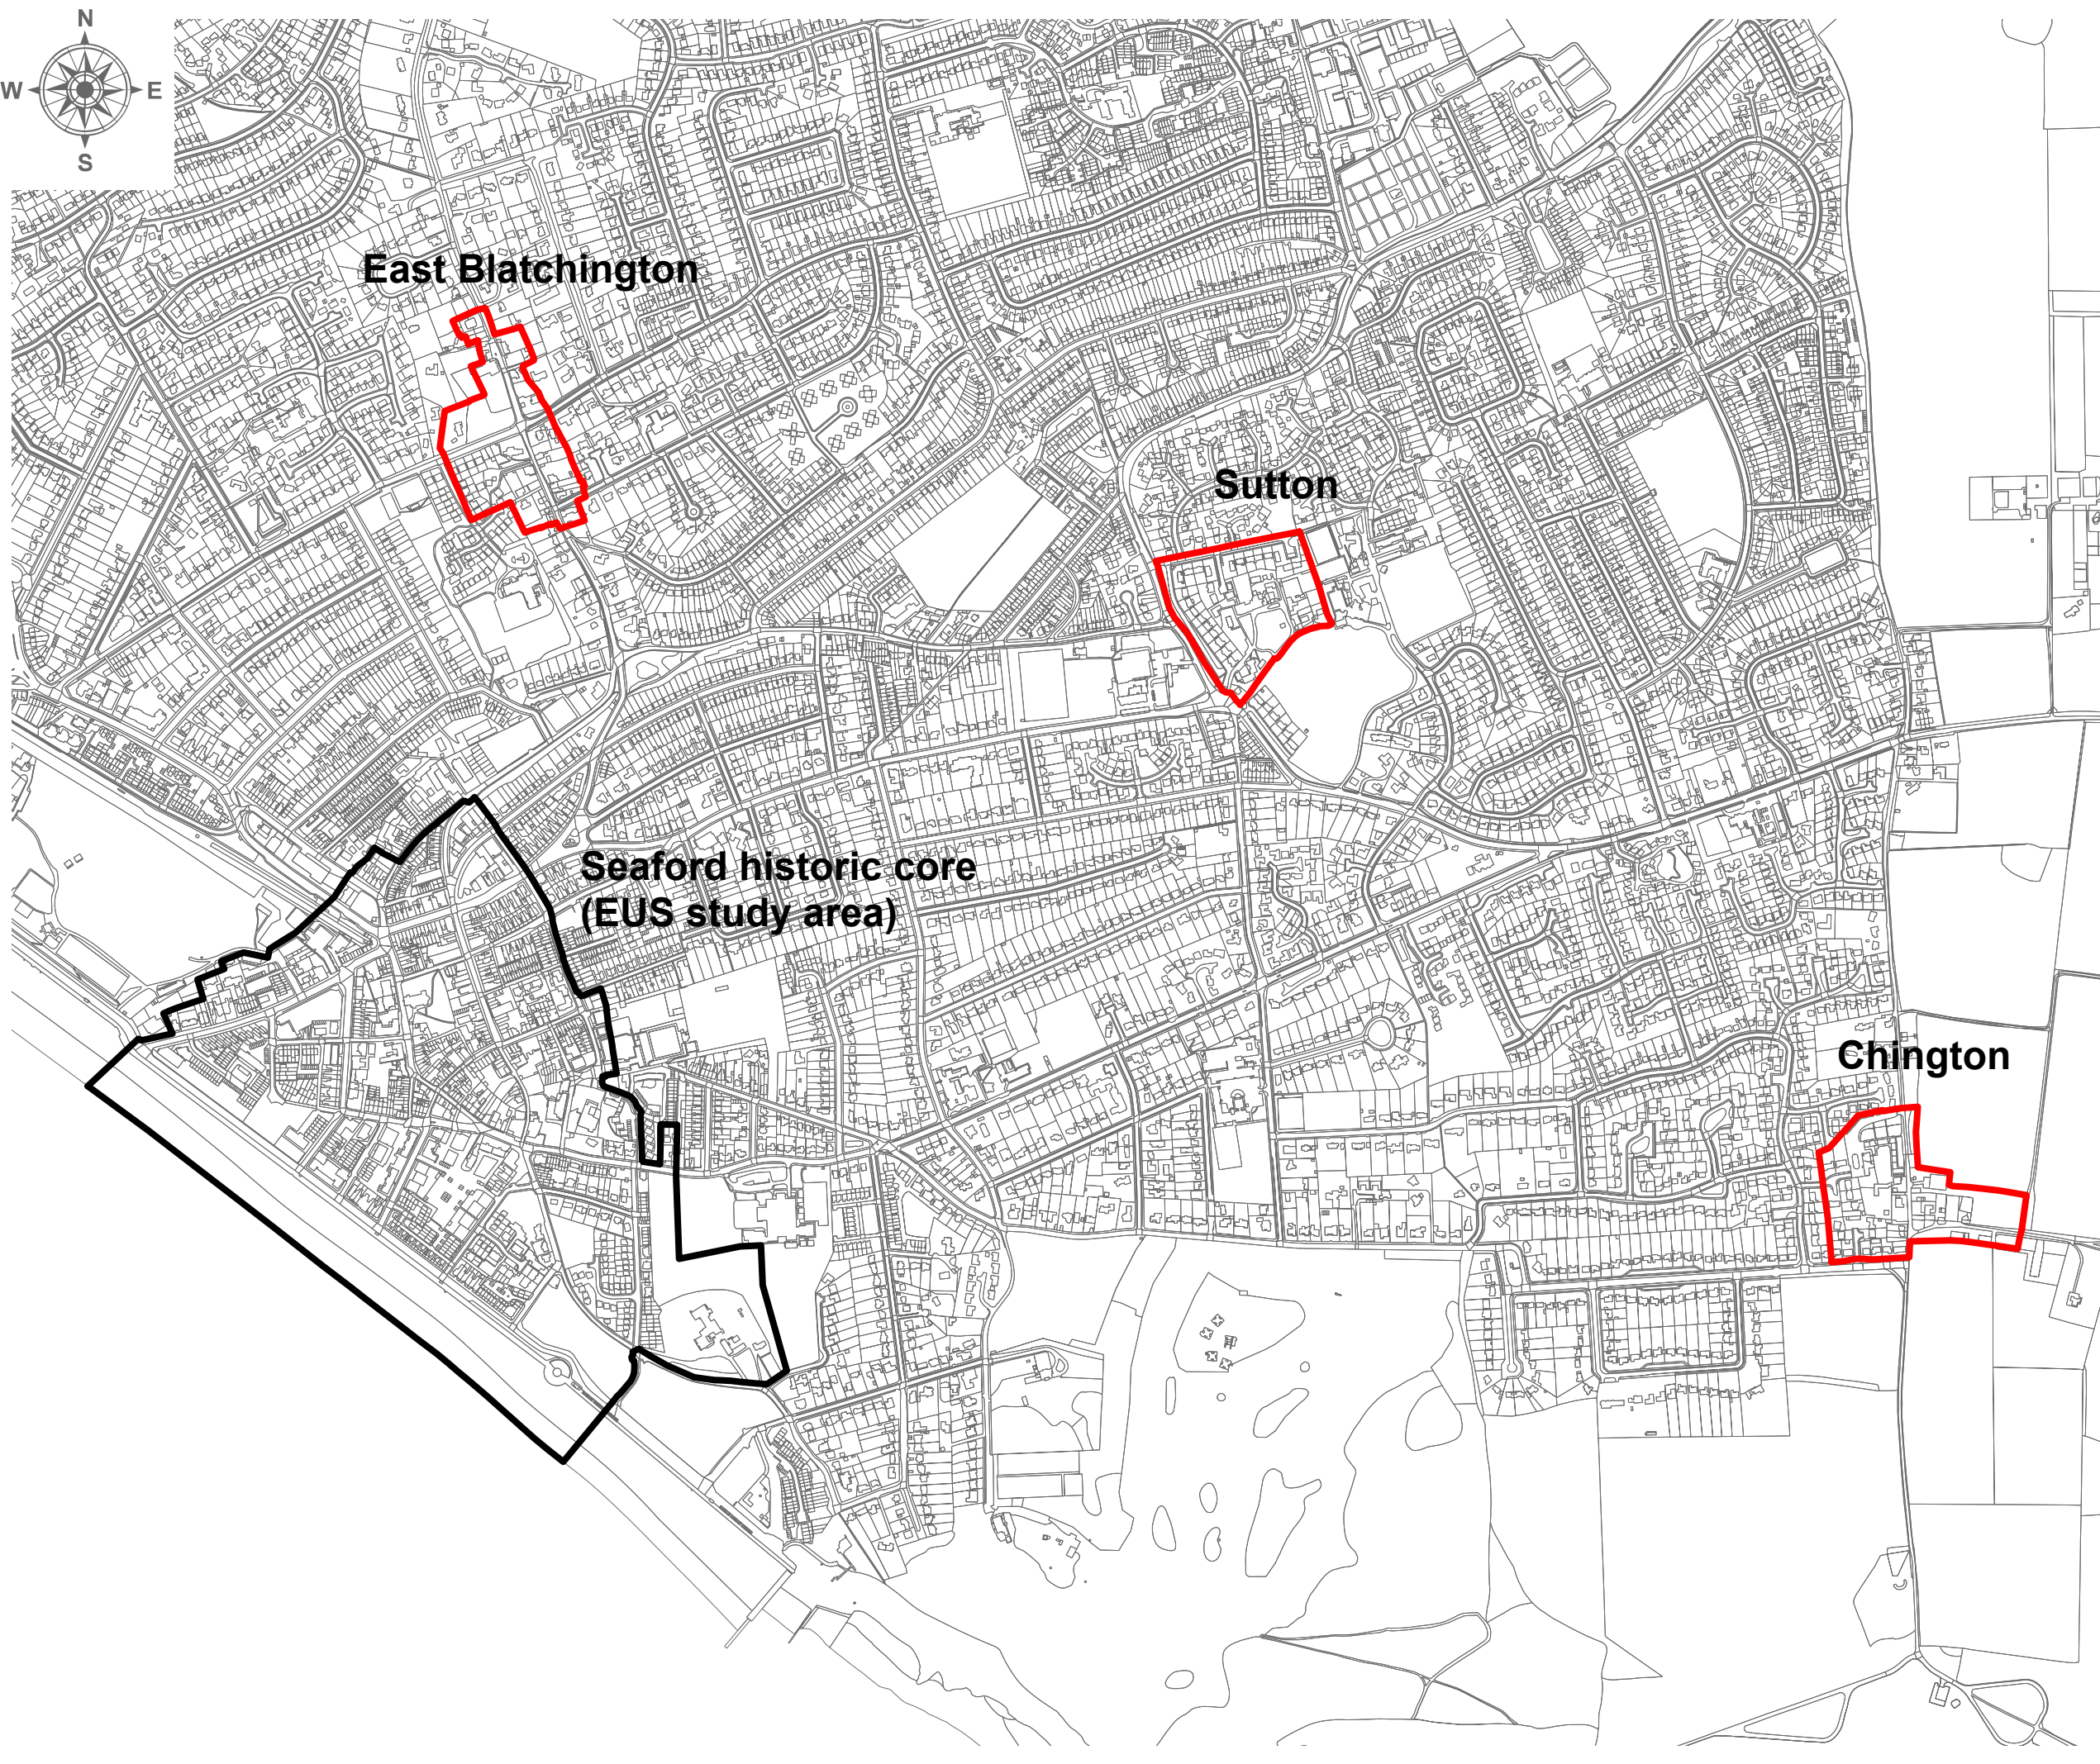 N
W
E
S
East Blatchington
Sutton
Seaford historic core
(EUS study area)
Chington